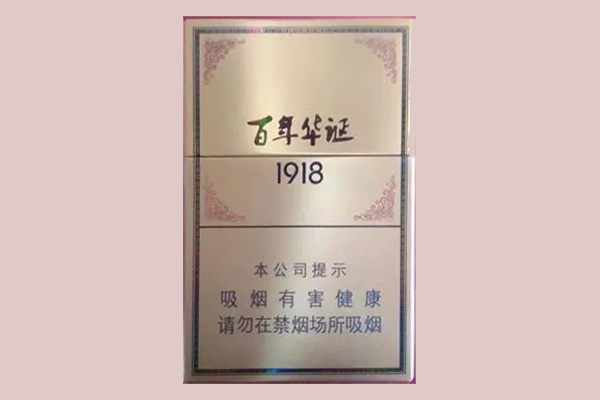 百年华证
1918
本公司提示
吸烟有害健康
请勿在禁烟场所吸烟